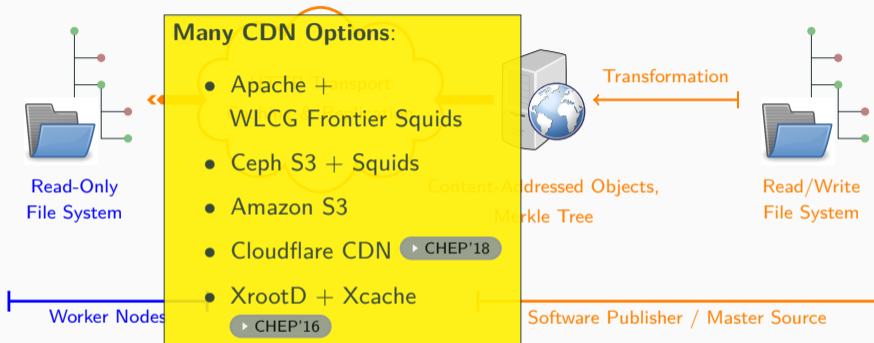 Many CDN Options:
• Apache +
WLCG Frontier Squids
• Ceph S3 + Squids
• Amazon S3
• Cloudflare CDN CHEP'18
• XrootD + Xcache
CHEP'16
Transformation
Read-Only
File System
Content-Addressed Objects,
Merkle Tree
Read/Write
File System
Worker Nodes
Software Publisher / Master Source